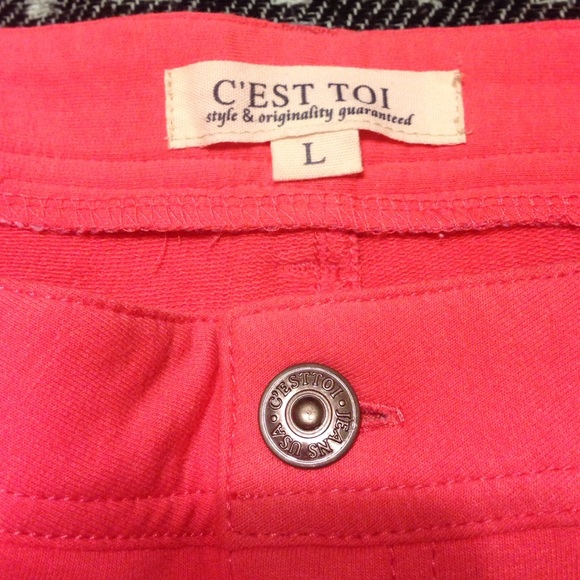 C'EST TOI
style & originality guaranteed
L
C'ESTTOI · JEANS USA ·